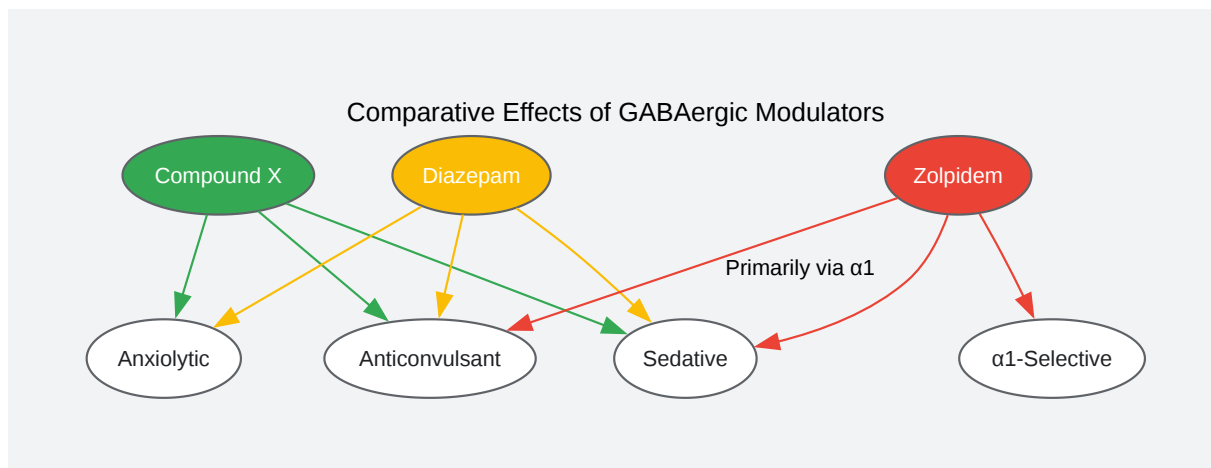 Comparative Effects of GABAergic Modulators
Compound X
Diazepam
Zolpidem
Primarily via α1
Anxiolytic
Anticonvulsant
Sedative
α1-Selective